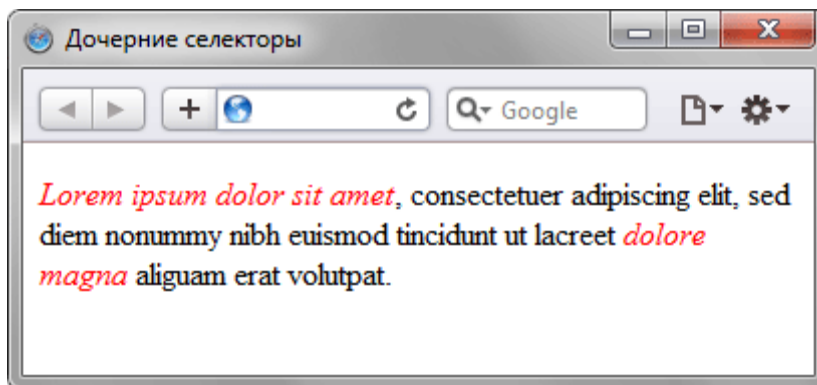 Дочерние селекторы
Google
Lorem ipsum dolor sit amet, consectetuer adipiscing elit, sed
diem nonummy nibh euismod tincidunt ut lacreet dolore
magna aliguam erat volutpat.